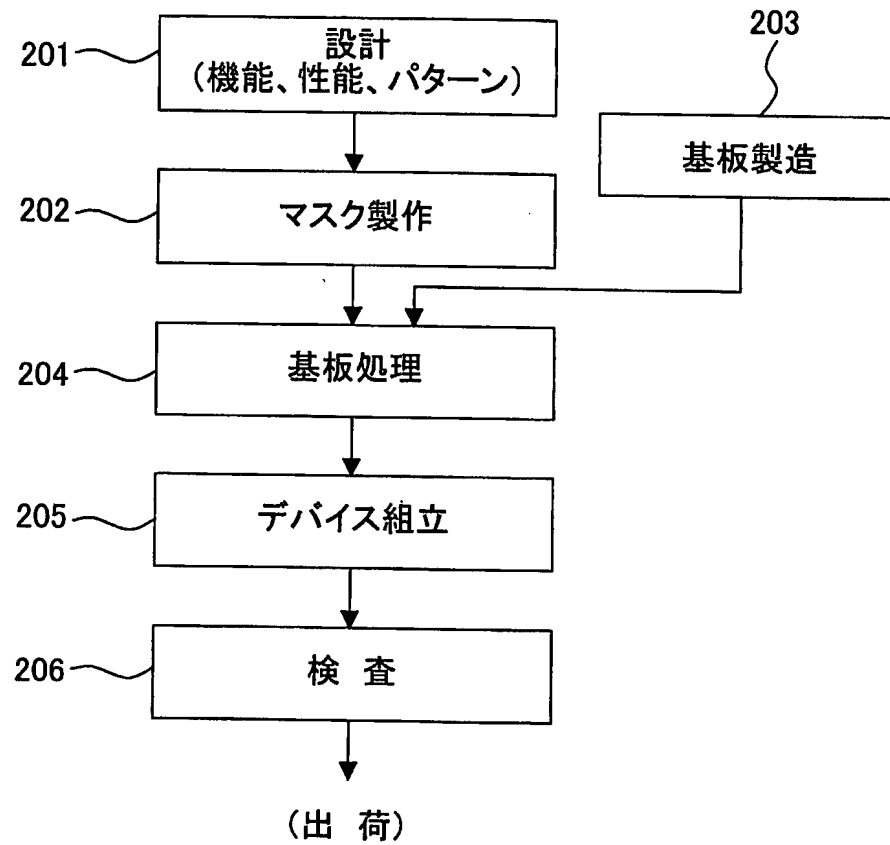 201
設計
(機能、性能、パターン)
203
基板製造
202
マスク製作
204
基板処理
205
デバイス組立
206
検 査
(出 荷)